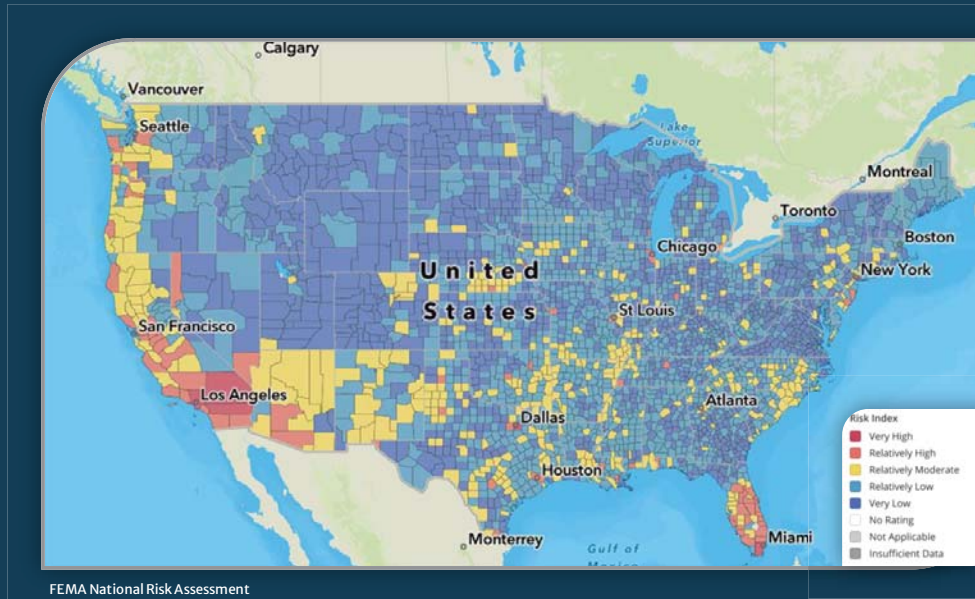 Calgary
Vancouver
Seattle
Lake
Superior
Montreal
Toronto
Boston
Chicago
New York
United
States
St Louis
San Francisco
Los Angeles
Atlanta
Dallas
Houston
Miami
Monterrey
Gulf of
Risk Index
Very High
Relatively High
Relatively Moderate
Relatively Low
Very Low
No Rating
Not Applicable
Insufficient Data
FEMA National Risk Assessment